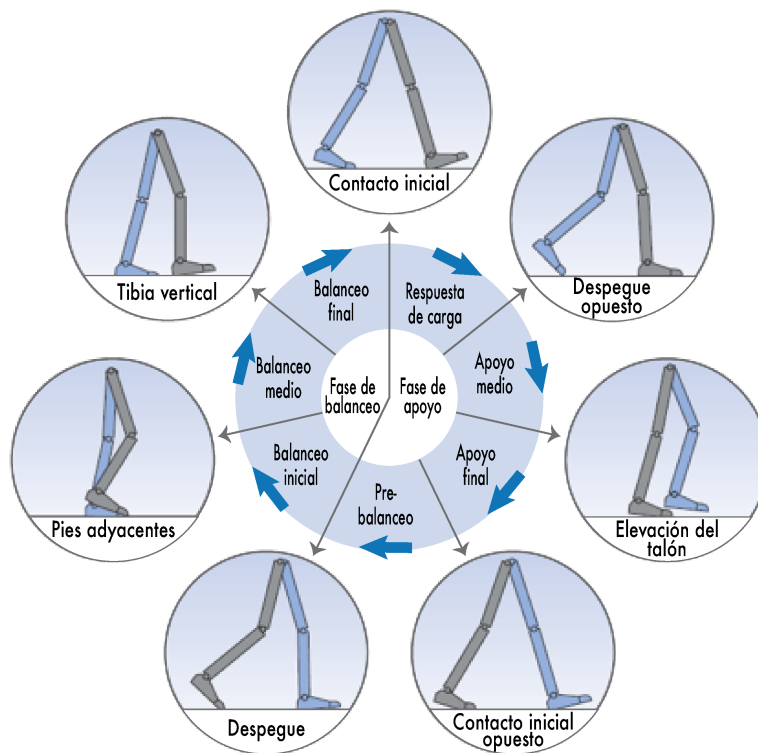 Contacto inicial
Despegue
opuesto
Elevación del
talón
Contacto inicial
opuesto
Despegue
Pies adyacentes
Tibia vertical
Respuesta
de carga
Apoyo
medio
Apoyo
final
Pre-
balanceo
Balanceo
inicial
Balanceo
medio
Balanceo
final
Fase de
balanceo
Fase de
apoyo